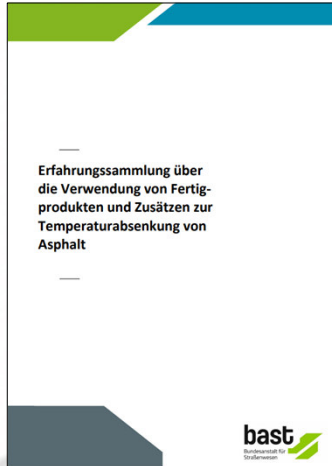 Erfahrungssammlung über
die Verwendung von Fertig-
produkten und Zusätzen zur
Temperaturabsenkung von
Asphalt
bast
Bundesanstalt für
Straßenwesen